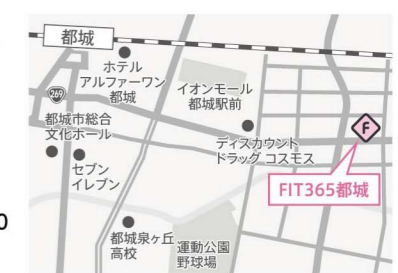 都城
ホテル
アルファーワン
都城
イオンモール
都城駅前
269
都城市総合
文化ホール
セブン
イレブン
ディスカウント
ドラッグ コスモス
F
FIT365都城
都城泉ヶ丘
高校
運動公園
野球場
0